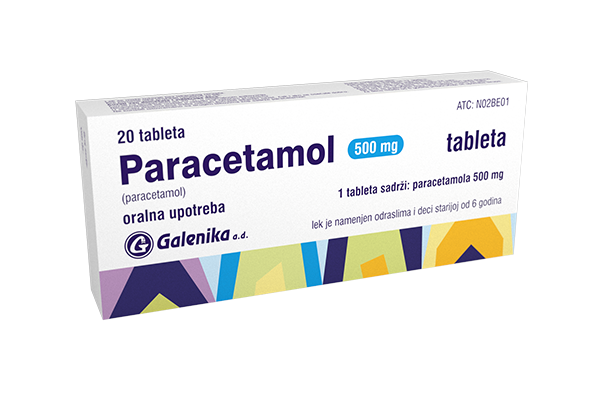 ATC: N02BE01
20 tableta
Paracetamol 500 mg tableta
(paracetamol)
1 tableta sadrži: paracetamola 500 mg
oralna upotreba
lek je namenjen odraslima i deci starijoj od 6 godina
G Galenika a.d.